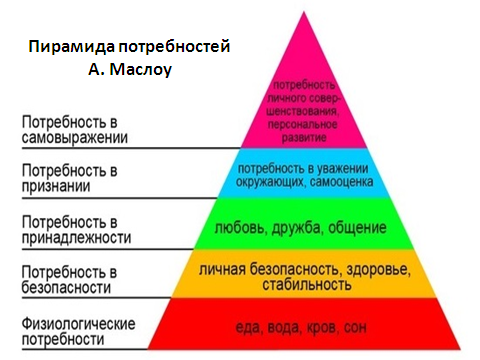 Пирамида потребностей
А. Маслоу
потребность
личного совер-
шенствования,
персональное
развитие
Потребность в
самовыражении
потребность в уважении
окружающих, самооценка
Потребность в
признании
любовь, дружба, общение
Потребность в
принадлежности
личная безопасность, здоровье,
стабильность
Потребность в
безопасности
еда, вода, кров, сон
Физиологические
потребности